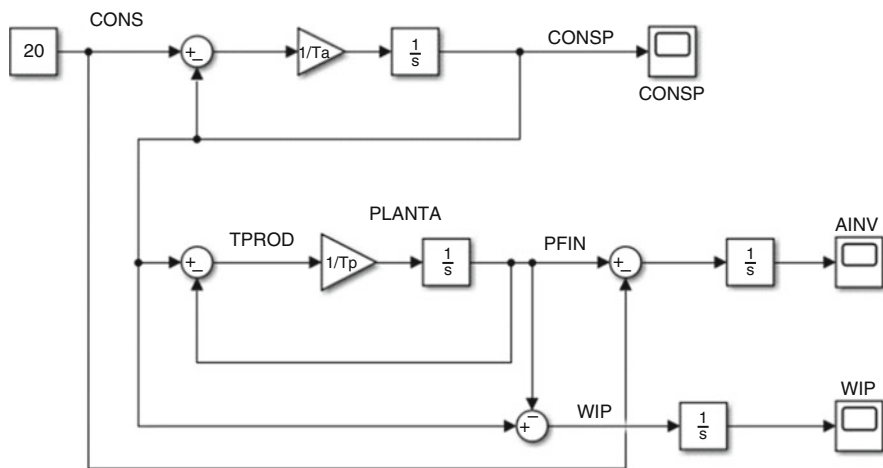 CONS
20
+
−
1/Ta
1
s
CONSP
CONSP
PLANTA
TPROD
+
−
1/Tp
1
s
PFIN
+
−
1
s
AINV
−
+
WIP
1
s
WIP